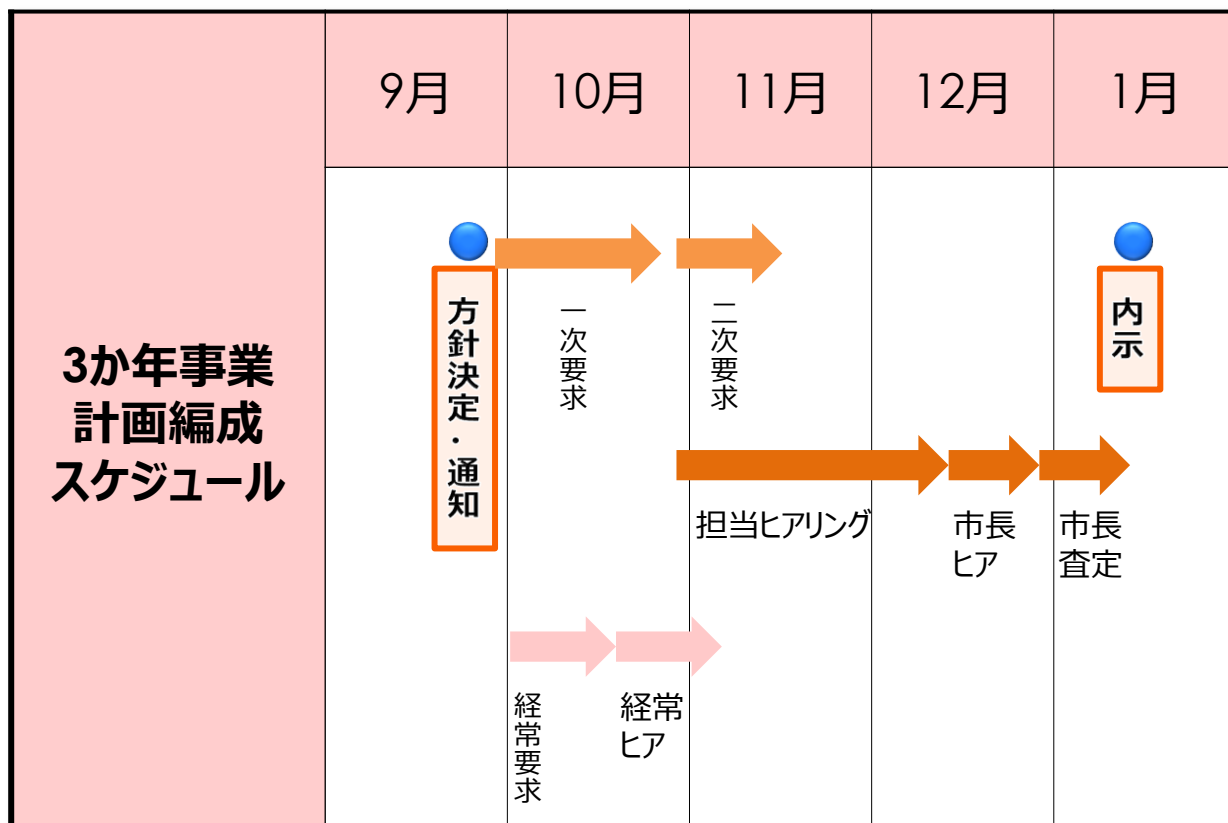 3か年事業
計画編成
スケジュール
9月
10月
11月
12月
1月
方針決定・通知
一次要求
二次要求
内示
担当ヒアリング
市長
ヒア
市長
査定
経常要求
経常
ヒア